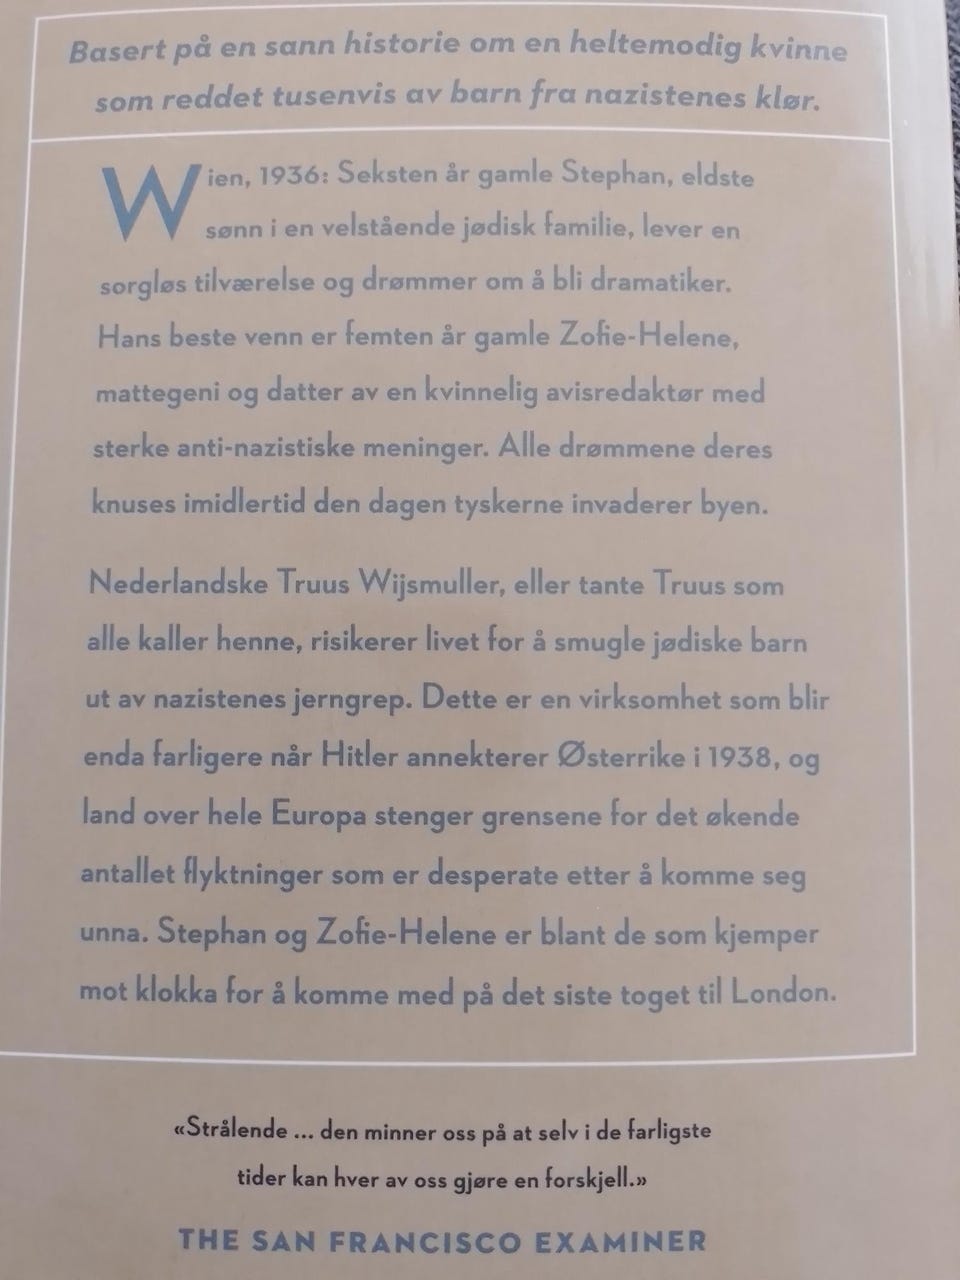 Basert på en sann historie om en heltemodig kvinne
som reddet tusenvis av barn fra nazistenes klør.
Wien, 1936: Seksten år gamle Stephan, eldste
sønn i en velstående jødisk familie, lever en
sorgløs tilværelse og drømmer om å bli dramatiker.
Hans beste venn er femten år gamle Zofie-Helene,
mattegeni og datter av en kvinnelig avisredaktør med
sterke anti-nazistiske meninger. Alle drømmene deres
knuses imidlertid den dagen tyskerne invaderer byen.
Nederlandske Truus Wijsmuller, eller tante Truus som
alle kaller henne, risikerer livet for å smugle jødiske barn
ut av nazistenes jerngrep. Dette er en virksomhet som blir
enda farligere når Hitler annekterer Østerrike i 1938, og
land over hele Europa stenger grensene for det økende
antallet flyktninger som er desperate etter å komme seg
unna. Stephan og Zofie-Helene er blant de som kjemper
mot klokka for å komme med på det siste toget til London.
«Strålende ... den minner oss på at selv i de farligste
tider kan hver av oss gjøre en forskjell.»
THE SAN FRANCISCO EXAMINER